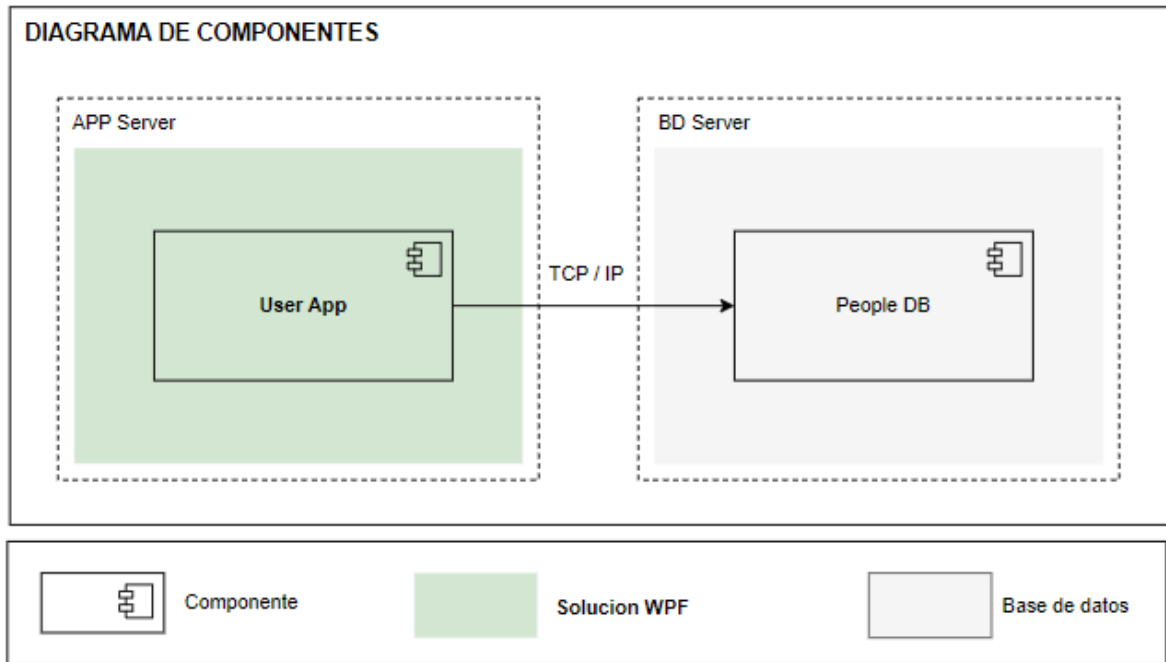 DIAGRAMA DE COMPONENTES
APP Server
BD Server
User App
TCP / IP
People DB
Componente
Solucion WPF
Base de datos